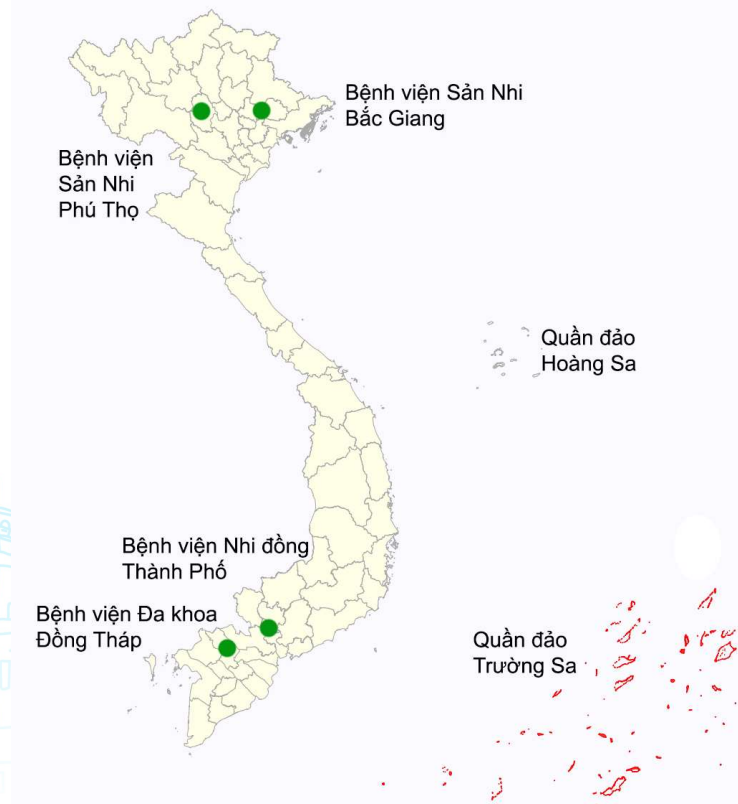 Bệnh viện Sản Nhi
Bắc Giang
Bệnh viện
Sản Nhi
Phú Thọ
Quần đảo
Hoàng Sa
Bệnh viện Nhi đồng
Thành Phố
Bệnh viện Đa khoa
Đồng Tháp
Quần đảo
Trường Sa